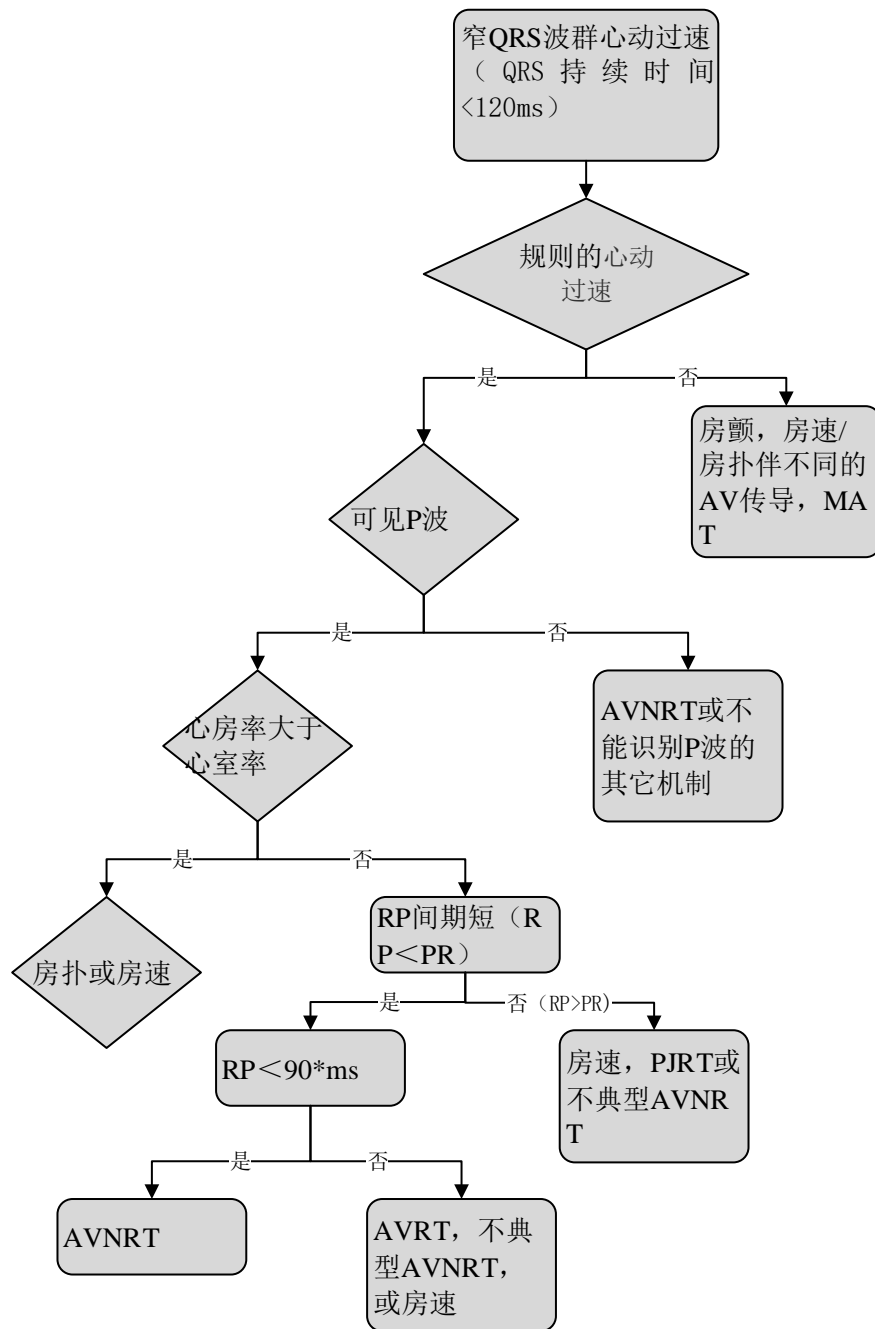 窄QRS波群心动过速
（QRS持续时间
<120ms）
规则的心动
过速
是
否
房颤，房速/
房扑伴不同的
AV传导，MA
T
可见P波
是
否
心房率大于
心室率
AVNRT或不
能识别P波的
其它机制
是
否
房扑或房速
RP间期短（R
P＜PR）
是
否（RP>PR)
RP＜90*ms
房速，PJRT或
不典型AVNR
T
是
否
AVNRT
AVRT，不典
型AVNRT，
或房速